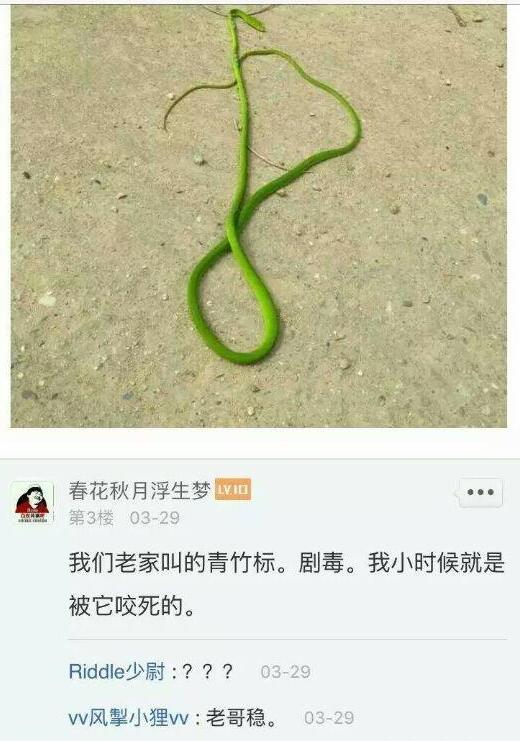 春花秋月浮生梦 LV10
第3楼 03-29
我们老家叫的青竹标。剧毒。我小时候就是
被它咬死的。
Riddle少尉 :？？？ 03-29
vv风掣小狸vv : 老哥稳。 03-29